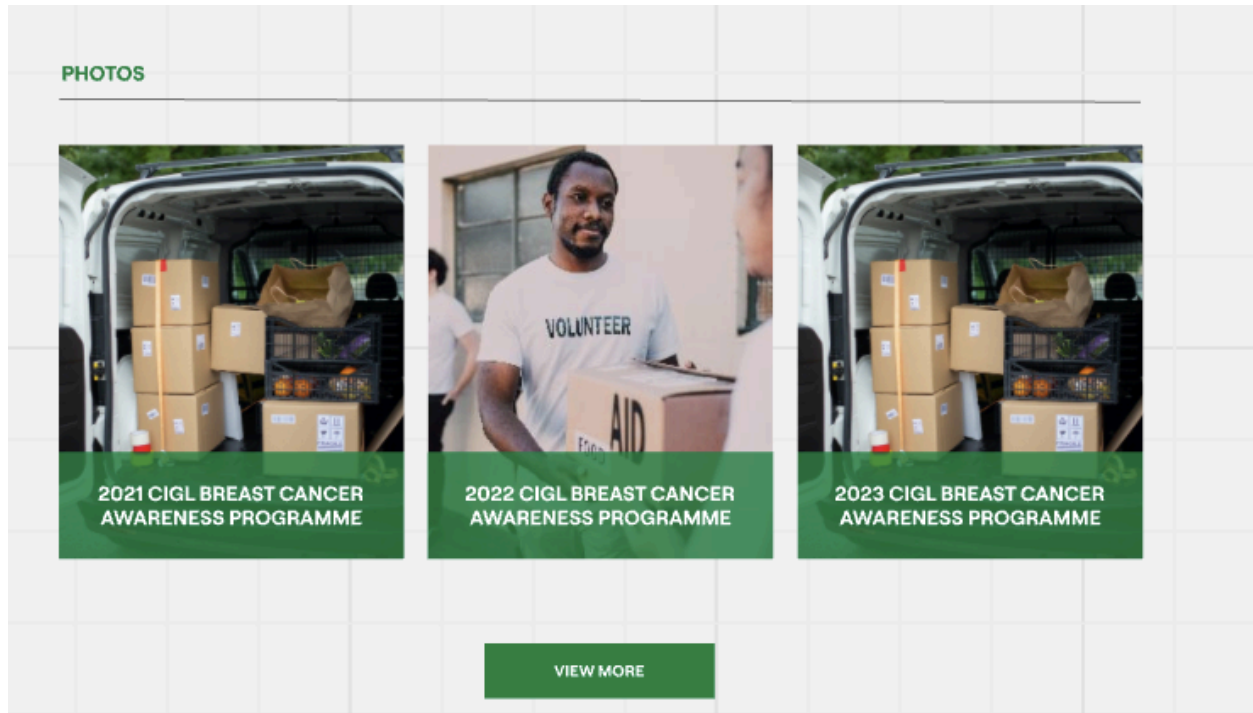 PHOTOS
VOLUNTEER
AID
FOOD
2021 CIGL BREAST CANCER
AWARENESS PROGRAMME
2022 CIGL BREAST CANCER
AWARENESS PROGRAMME
2023 CIGL BREAST CANCER
AWARENESS PROGRAMME
VIEW MORE